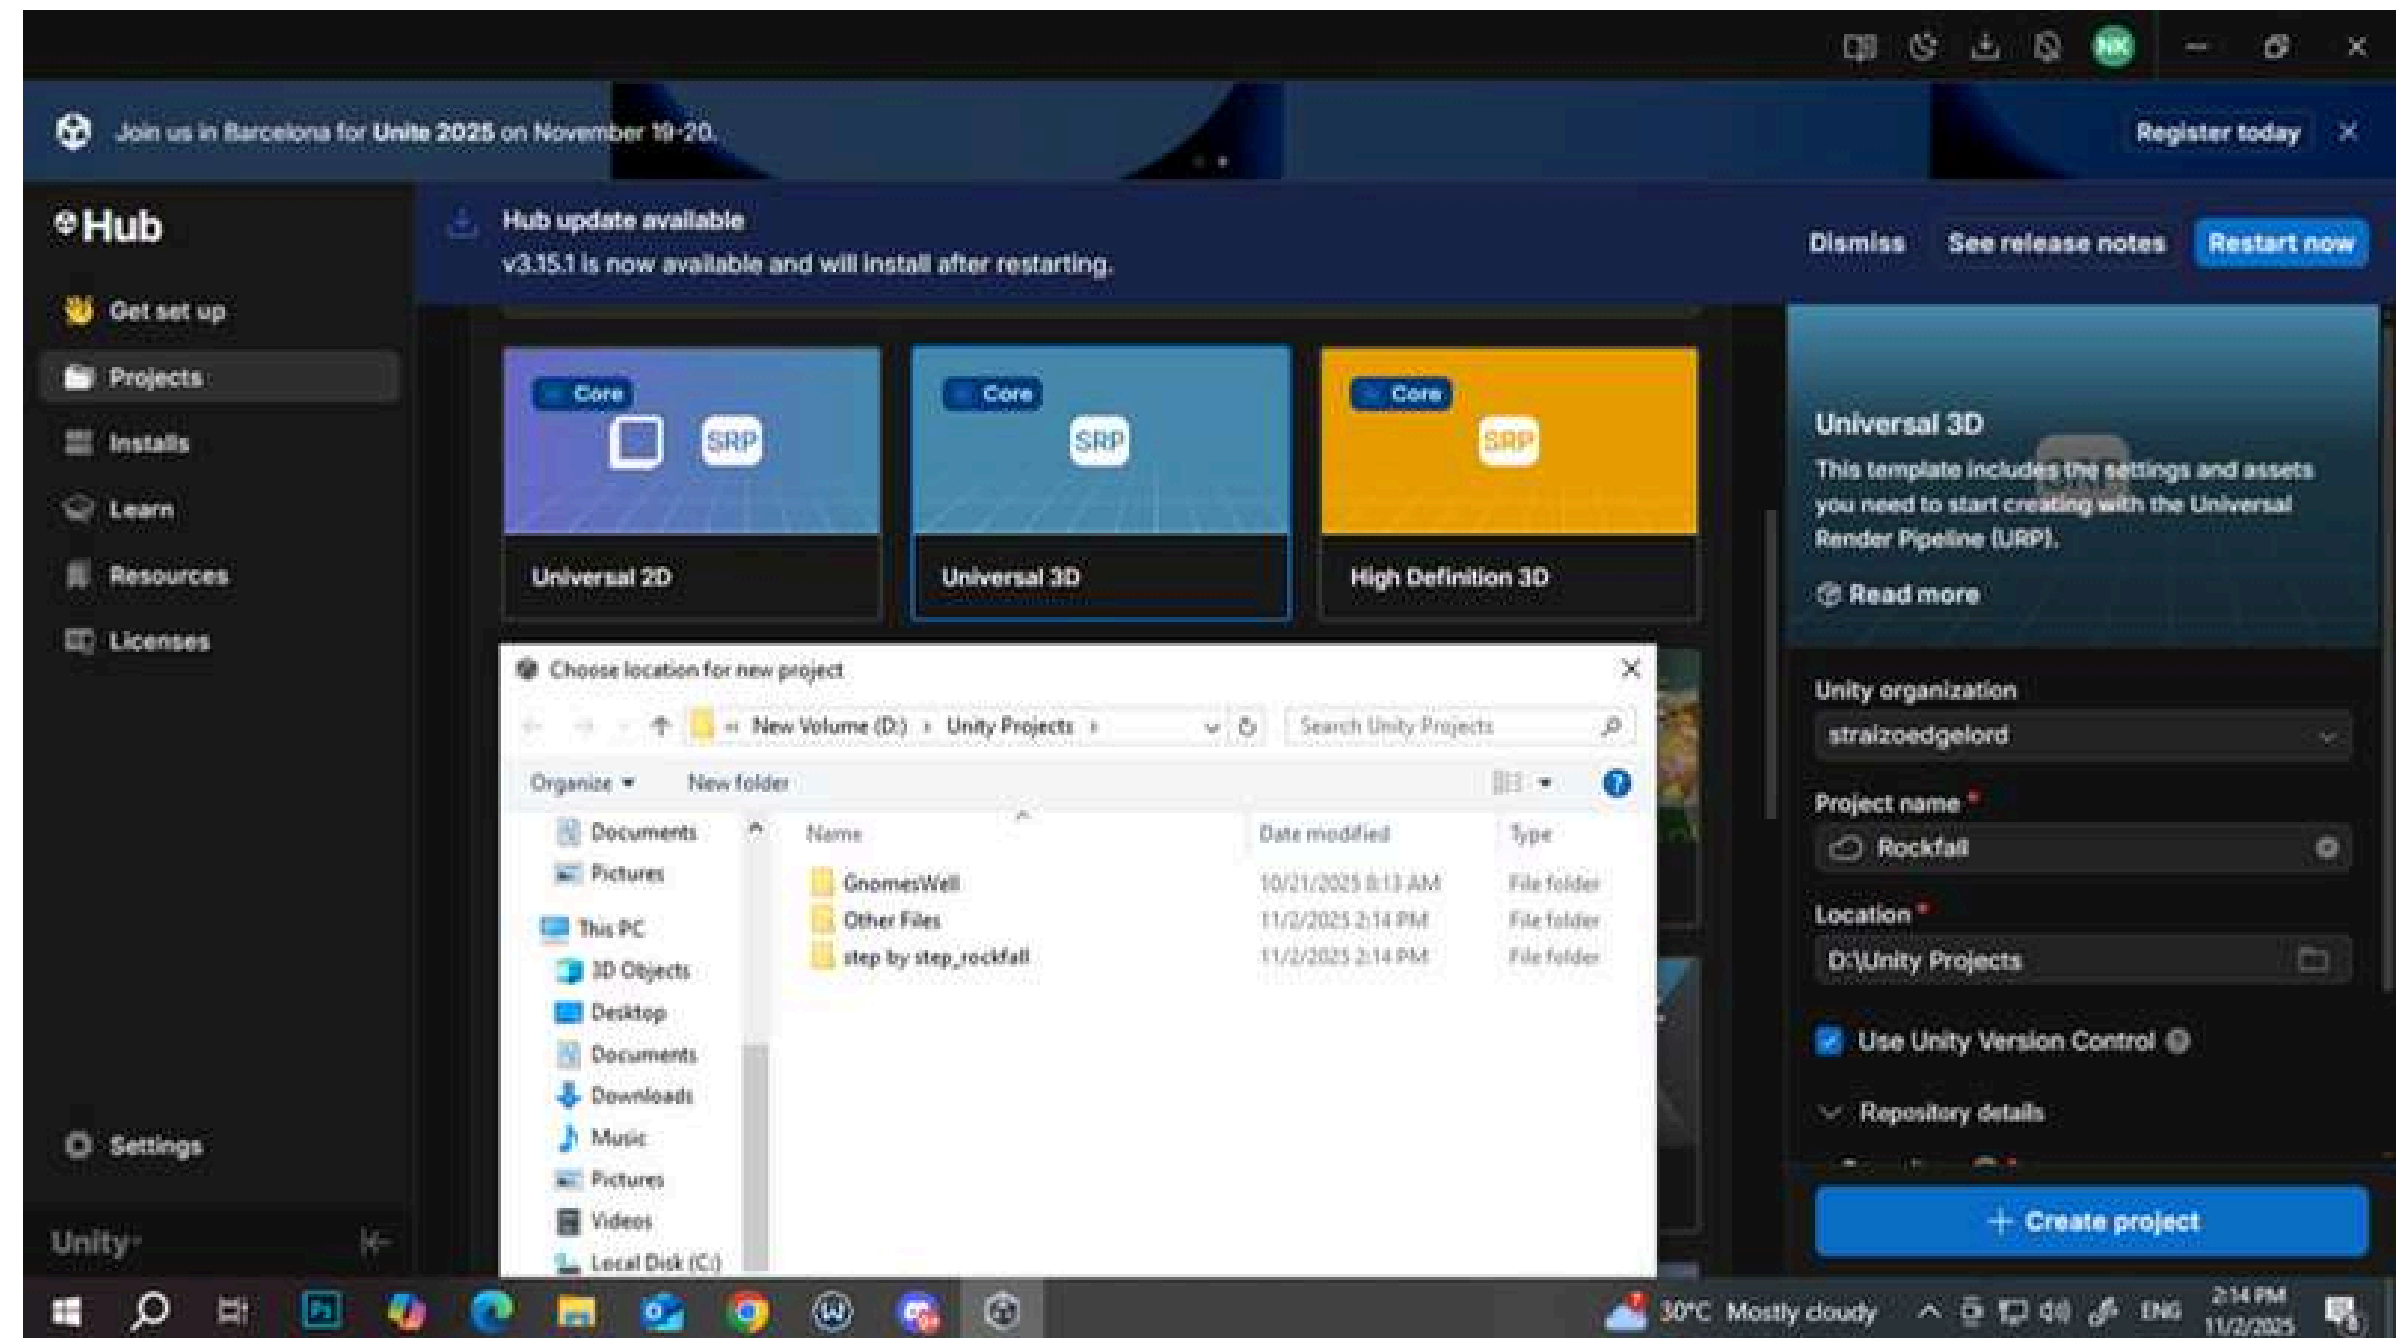 NK
Join us in Barcelona for Unite 2025 on November 19-20.
Register today
Hub
Hub update available
v3.15.1 is now available and will install after restarting.
Dismiss
See release notes
Restart now
Get set up
Projects
Installs
Learn
Resources
Licenses
Settings
Unity
Core
SRP
Universal 2D
Core
SRP
Universal 3D
Core
SRP
High Definition 3D
Universal 3D
This template includes the settings and assets
you need to start creating with the Universal
Render Pipeline (URP).
Read more
Unity organization
straizoedgelord
Project name *
Rockfall
Location *
D:\Unity Projects
Use Unity Version Control
Repository details
+ Create project
Choose location for new project
« New Volume (D:) › Unity Projects ›
Search Unity Projects
Organize
New folder
Name Date modified Type
GnomesWell 10/21/2025 8:13 AM File folder
Other Files 11/2/2025 2:14 PM File folder
step by step_rockfall 11/2/2025 2:14 PM File folder
Documents
Pictures
This PC
3D Objects
Desktop
Documents
Downloads
Music
Pictures
Videos
Local Disk (C:)
Ps
30°C Mostly cloudy
ENG
2:14 PM
11/2/2025